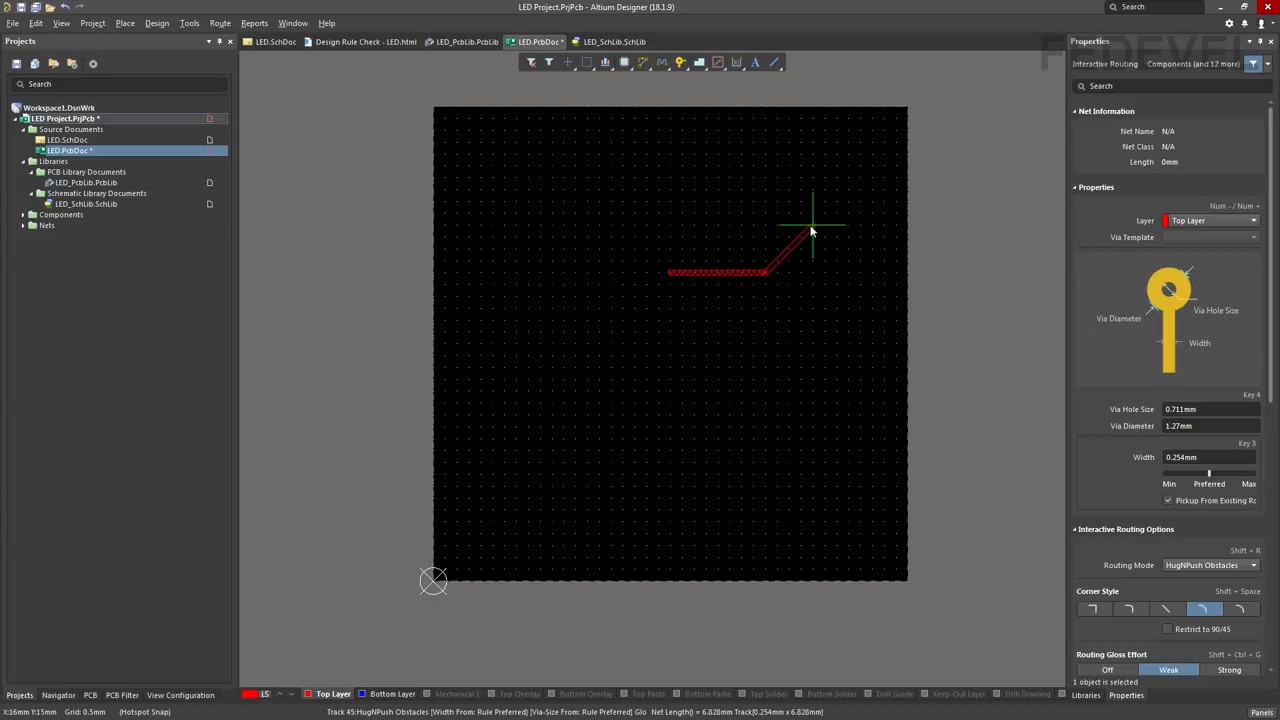 LED Project.PrjPcb - Altium Designer (18.1.9)
Search
File Edit View Project Place Design Tools Route Reports Window Help
Projects
LED.SchDoc
Design Rule Check - LED.html
LED_PcbLib.PcbLib
LED.PcbDoc *
LED_SchLib.SchLib
FEDEVEL
Properties
Interactive Routing Components (and 12 more)
Search
Search
Workspace1.DsnWrk
LED Project.PrjPcb *
Source Documents
LED.SchDoc
LED.PcbDoc *
Libraries
PCB Library Documents
LED_PcbLib.PcbLib
Schematic Library Documents
LED_SchLib.SchLib
Components
Nets
Net Information
Net Name N/A
Net Class N/A
Length 0mm
Properties
Num - / Num +
Layer Top Layer
Via Template
Via Diameter
Via Hole Size
Width
Key 4
Via Hole Size 0.711mm
Via Diameter 1.27mm
Key 3
Width 0.254mm
Min Preferred Max
Pickup From Existing Rc
Interactive Routing Options
Shift + R
Routing Mode HugNPush Obstacles
Corner Style Shift + Space
Restrict to 90/45
Routing Gloss Effort Shift + Ctrl + G
Off Weak Strong
1 object is selected
Projects Navigator PCB PCB Filter View Configuration
LS Top Layer Bottom Layer Mechanical 1 Top Overlay Bottom Overlay Top Paste Bottom Paste Top Solder Bottom Solder Drill Guide Keep-Out Layer Drill Drawing
Libraries Properties
X:16mm Y:15mm Grid: 0.5mm (Hotspot Snap)
Track 45:HugNPush Obstacles [Width From: Rule Preferred] [Via-Size From: Rule Preferred] Glo Net Length() = 6.828mm Track[0.254mm x 6.828mm]
Panels